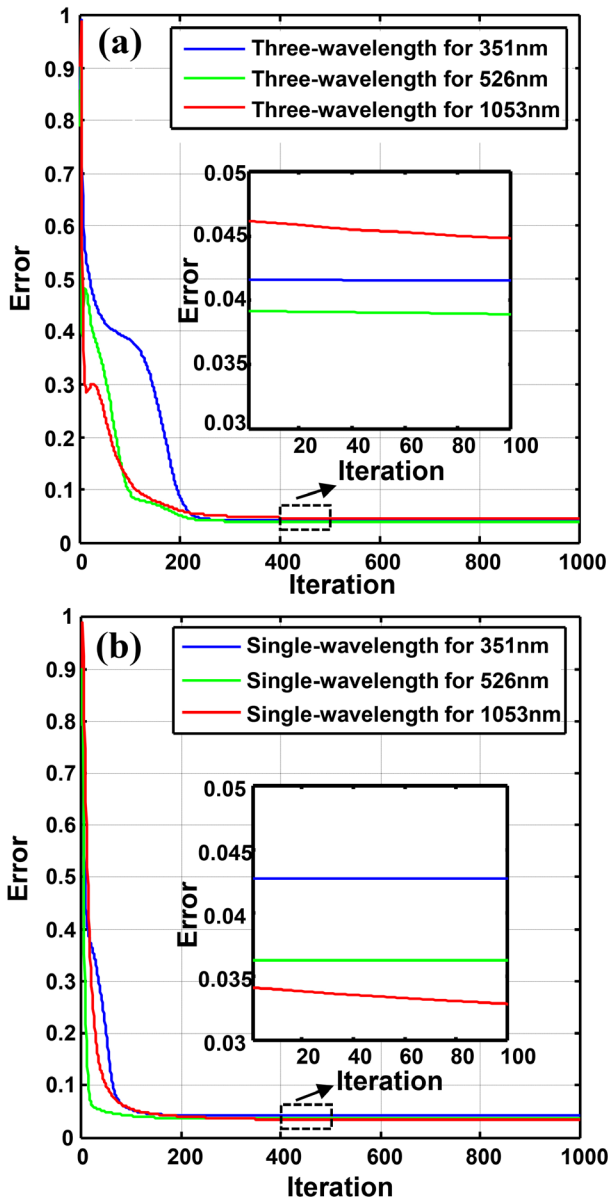 (a)
Three-wavelength for 351nm
Three-wavelength for 526nm
Three-wavelength for 1053nm
1
0.9
0.8
0.7
0.6
0.5
0.4
0.3
0.2
0.1
0
Error
0.05
0.045
0.04
0.035
0.03
Error
20 40 60 80 100
Iteration
0 200 400 600 800 1000
Iteration
(b)
Single-wavelength for 351nm
Single-wavelength for 526nm
Single-wavelength for 1053nm
1
0.9
0.8
0.7
0.6
0.5
0.4
0.3
0.2
0.1
0
Error
0.05
0.045
0.04
0.035
0.03
Error
20 40 60 80 100
Iteration
0 200 400 600 800 1000
Iteration